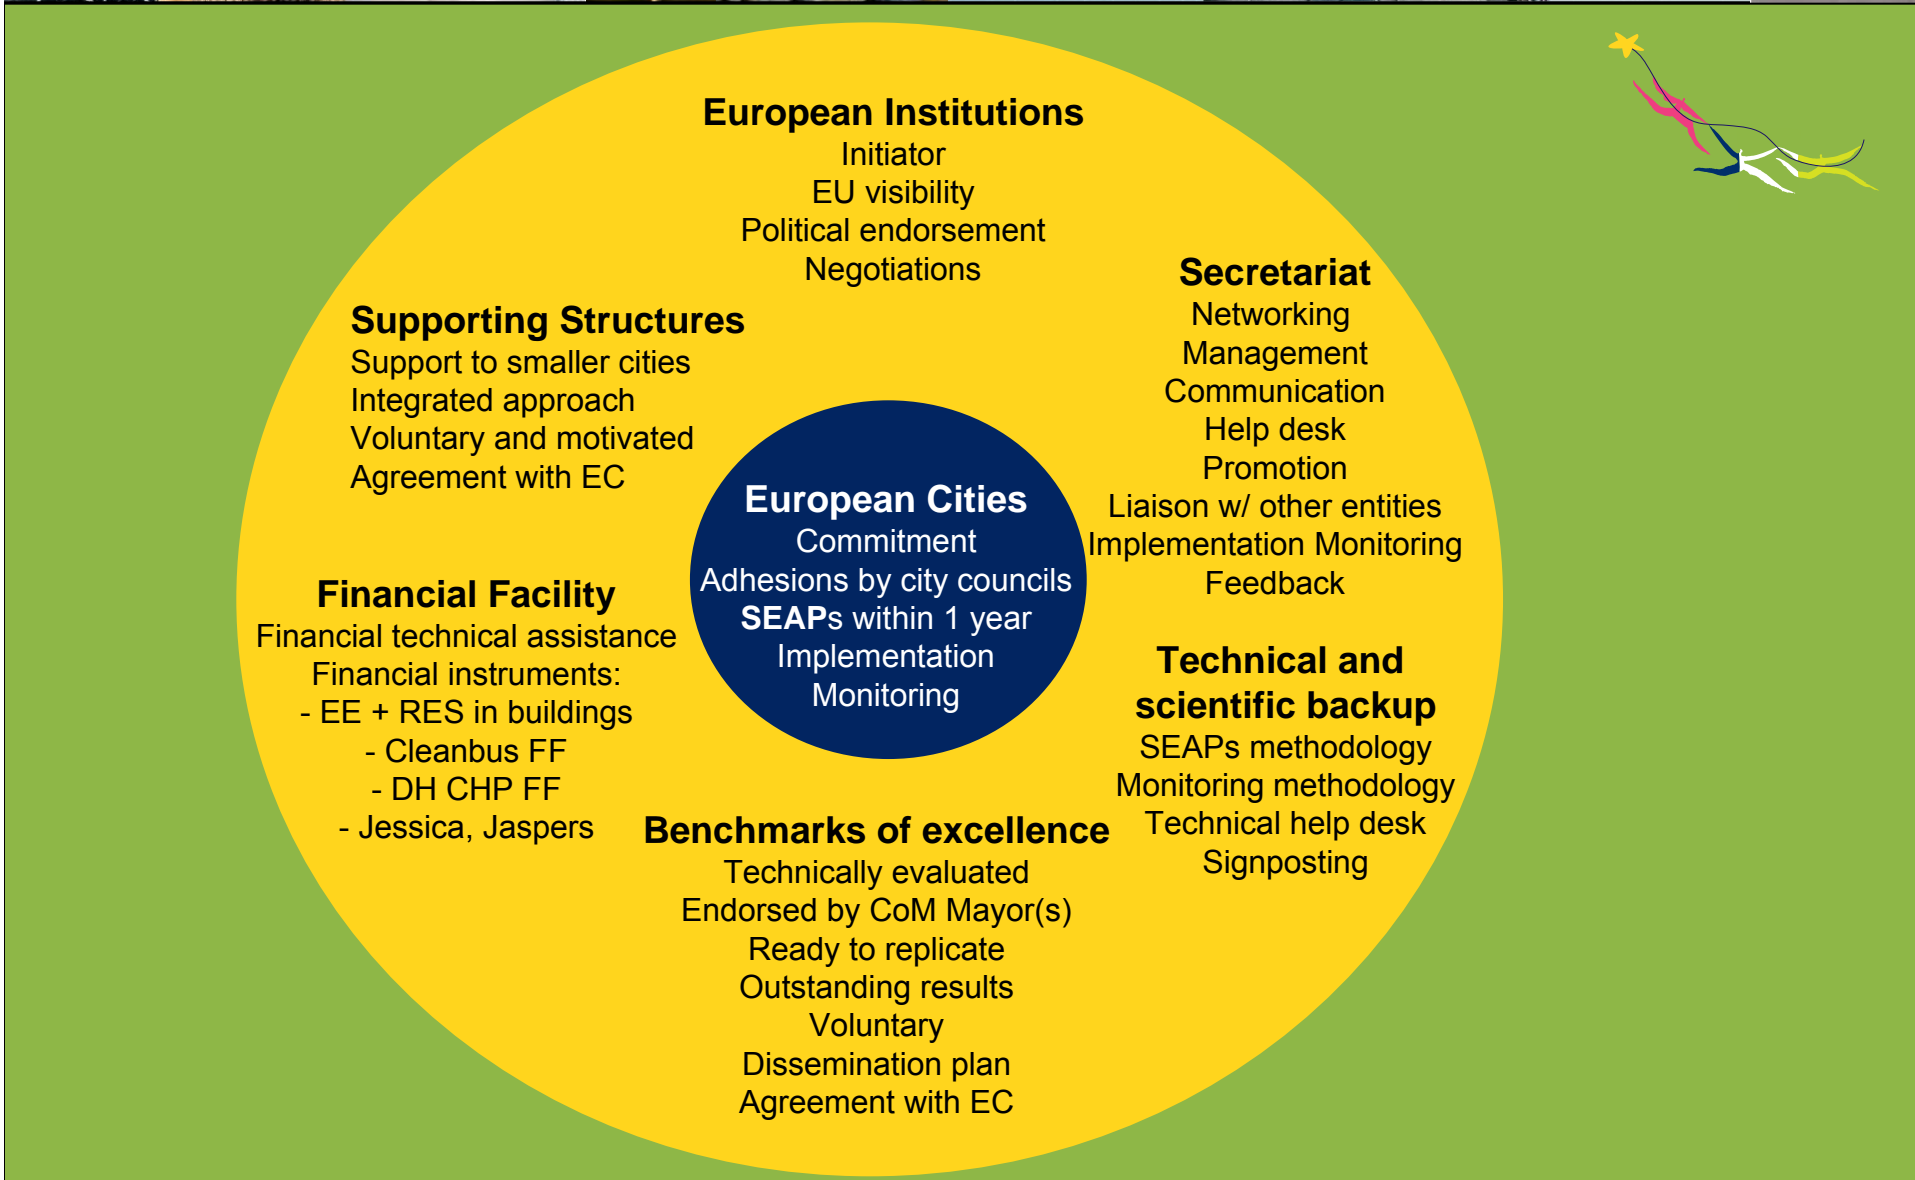 European Institutions
Initiator
EU visibility
Political endorsement
Negotiations
Supporting Structures
Support to smaller cities
Integrated approach
Voluntary and motivated
Agreement with EC
Secretariat
Networking
Management
Communication
Help desk
Promotion
Liaison w/ other entities
Implementation Monitoring
Feedback
European Cities
Commitment
Adhesions by city councils
SEAPs within 1 year
Implementation
Monitoring
Financial Facility
Financial technical assistance
Financial instruments:
- EE + RES in buildings
- Cleanbus FF
- DH CHP FF
- Jessica, Jaspers
Technical and
scientific backup
SEAPs methodology
Monitoring methodology
Technical help desk
Signposting
Benchmarks of excellence
Technically evaluated
Endorsed by CoM Mayor(s)
Ready to replicate
Outstanding results
Voluntary
Dissemination plan
Agreement with EC